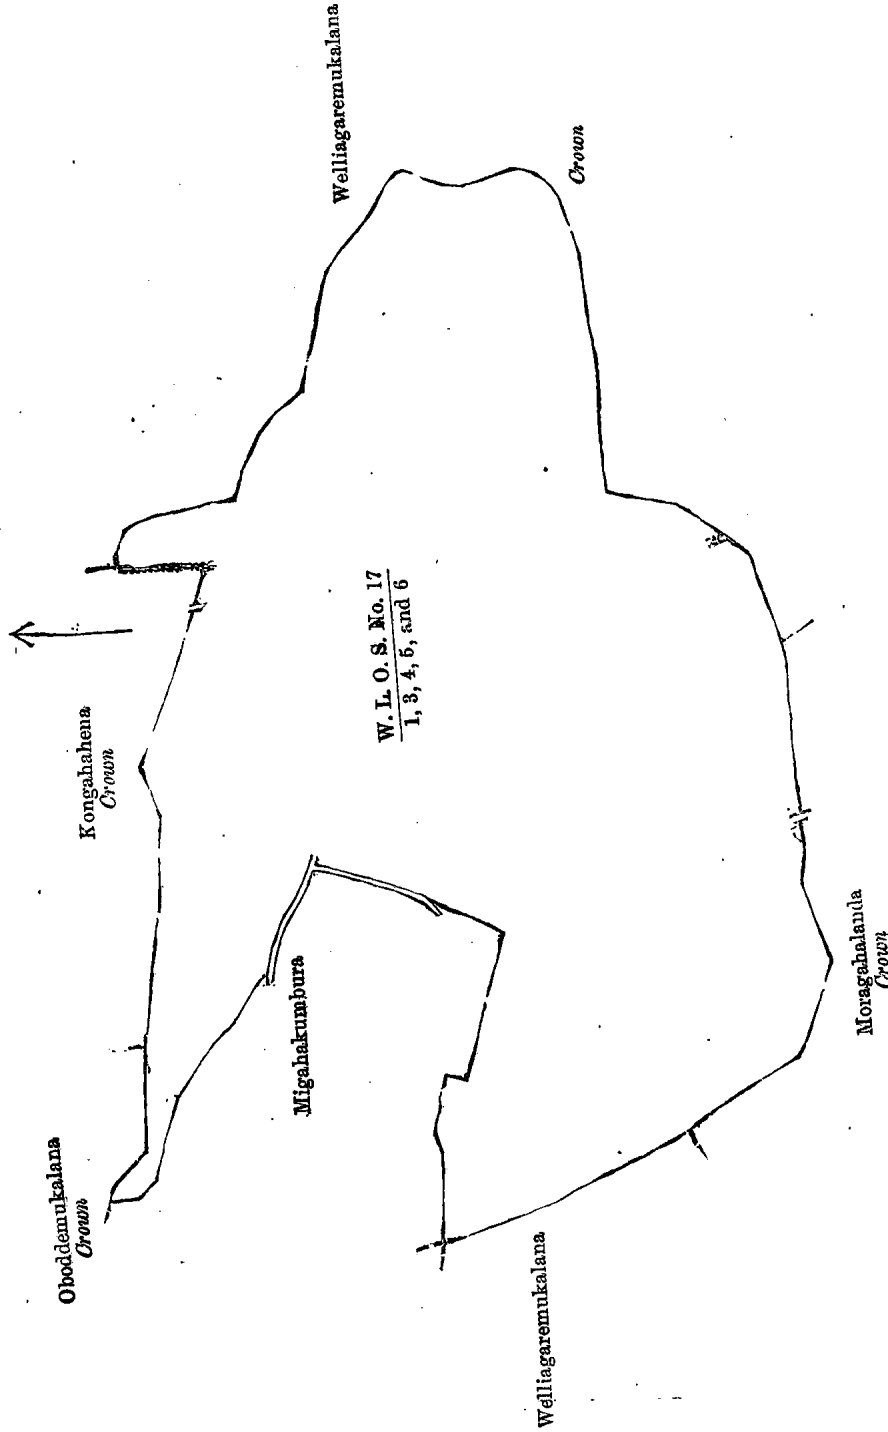 Oboddemukalana
Crown
Kongahahena
Crown
Welliagaremukalana
Crown
Migahakumbura
W. L. O. S. No. 17
1, 3, 4, 5, and 6
Welliagaremukalana
Moragahalanda
Crown